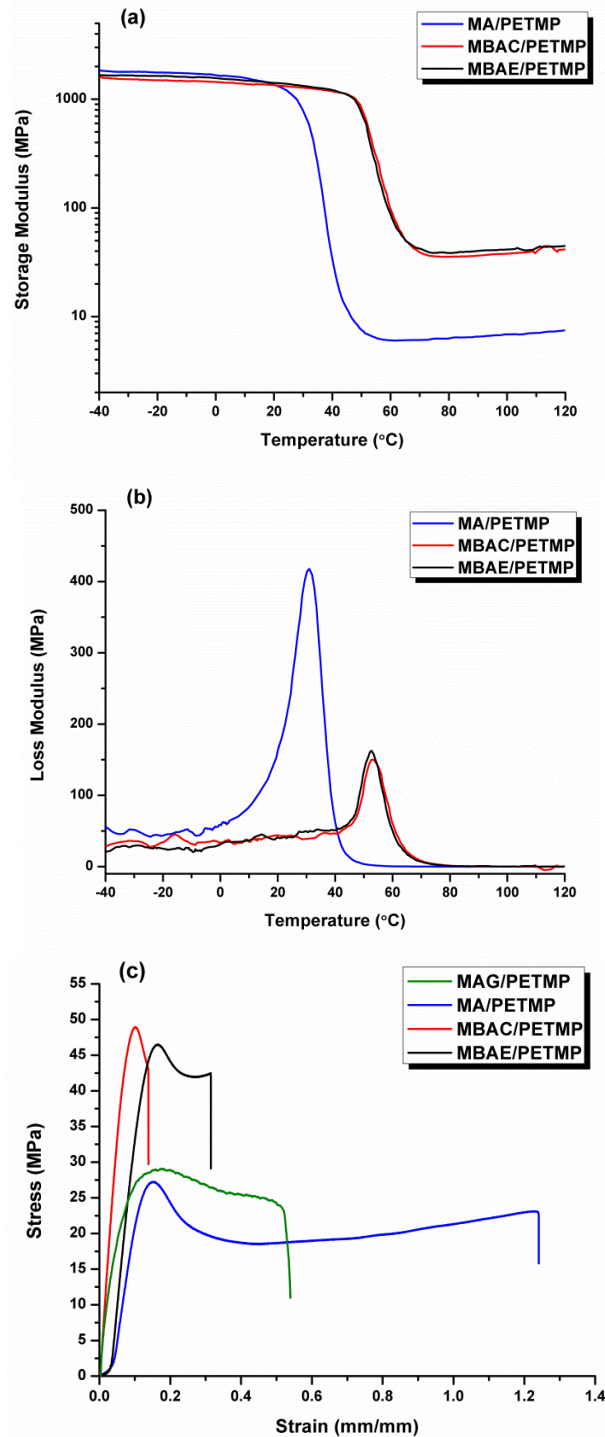 (a)
MA/PETMP
MBAC/PETMP
MBAE/PETMP
1000
100
10
Storage Modulus (MPa)
-40 -20 0 20 40 60 80 100 120
Temperature (°C)
(b)
MA/PETMP
MBAC/PETMP
MBAE/PETMP
500
400
300
200
100
0
Loss Modulus (MPa)
-40 -20 0 20 40 60 80 100 120
Temperature (°C)
(c)
MAG/PETMP
MA/PETMP
MBAC/PETMP
MBAE/PETMP
55
50
45
40
35
30
25
20
15
10
5
0
Stress (MPa)
0.0 0.2 0.4 0.6 0.8 1.0 1.2 1.4
Strain (mm/mm)